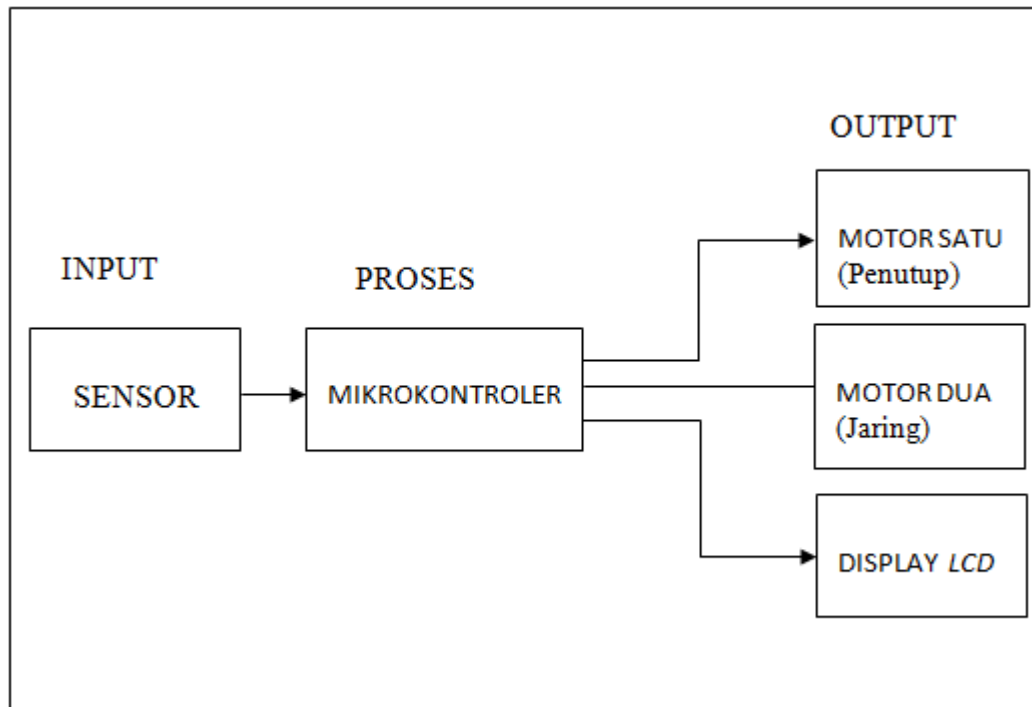 INPUT
SENSOR
PROSES
MIKROKONTROLER
OUTPUT
MOTOR SATU
(Penutup)
MOTOR DUA
(Jaring)
DISPLAY LCD